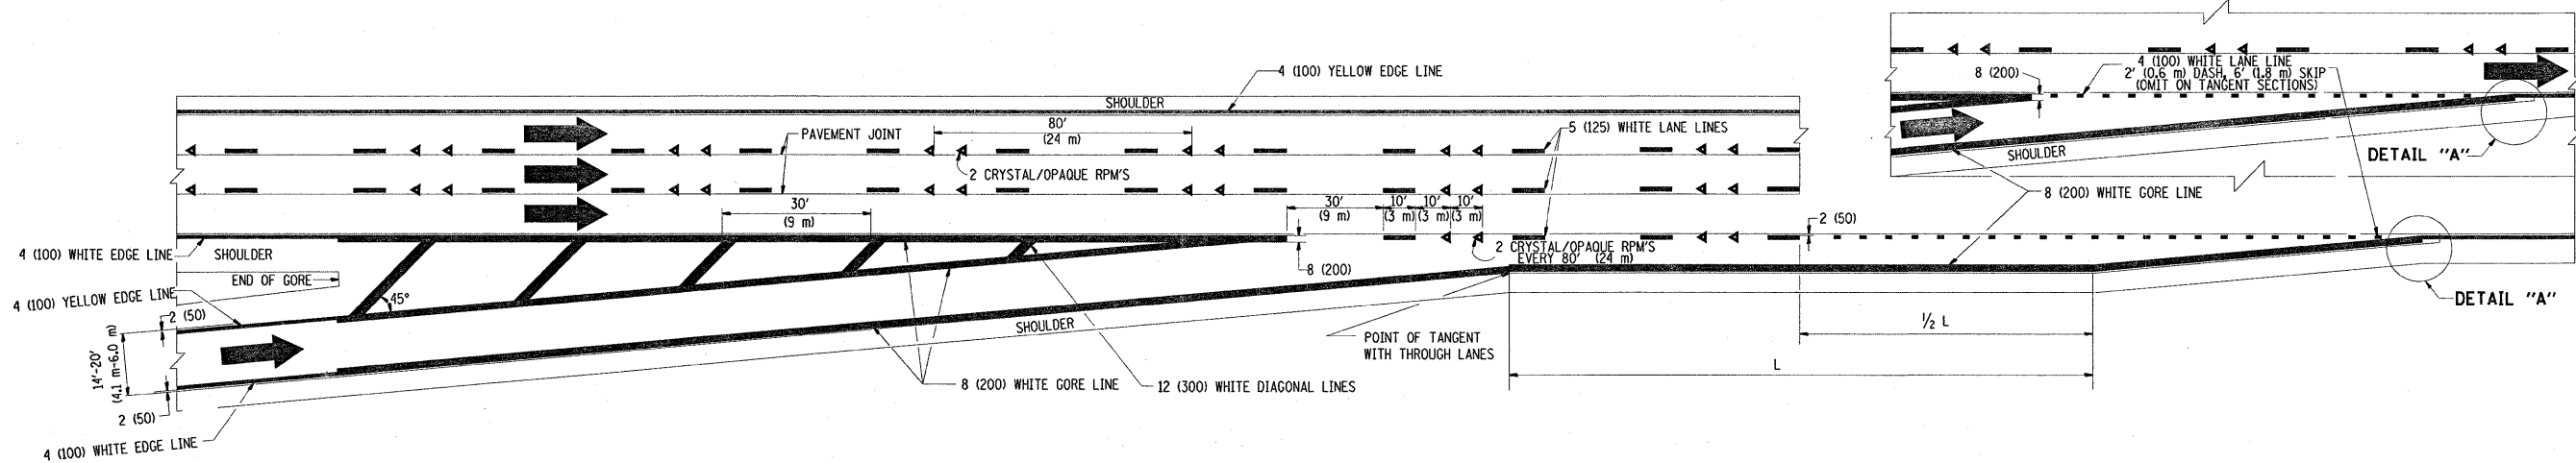 4 (100) YELLOW EDGE LINE
SHOULDER
80'
(24 m)
PAVEMENT JOINT
5 (125) WHITE LANE LINES
2 CRYSTAL/OPAQUE RPM'S
30'
(9 m)
30'
(9 m)
10'
(3 m)
10'
(3 m)
10'
(3 m)
4 (100) WHITE EDGE LINE
SHOULDER
END OF GORE
4 (100) YELLOW EDGE LINE
45°
2 (50)
14'-20'
(4.1 m-6.0 m)
2 (50)
4 (100) WHITE EDGE LINE
8 (200)
2 CRYSTAL/OPAQUE RPM'S
EVERY 80' (24 m)
SHOULDER
POINT OF TANGENT
WITH THROUGH LANES
8 (200) WHITE GORE LINE
12 (300) WHITE DIAGONAL LINES
2 (50)
1/2 L
L
DETAIL "A"
8 (200)
4 (100) WHITE LANE LINE
2' (0.6 m) DASH, 6' (1.8 m) SKIP
(OMIT ON TANGENT SECTIONS)
SHOULDER
DETAIL "A"
8 (200) WHITE GORE LINE